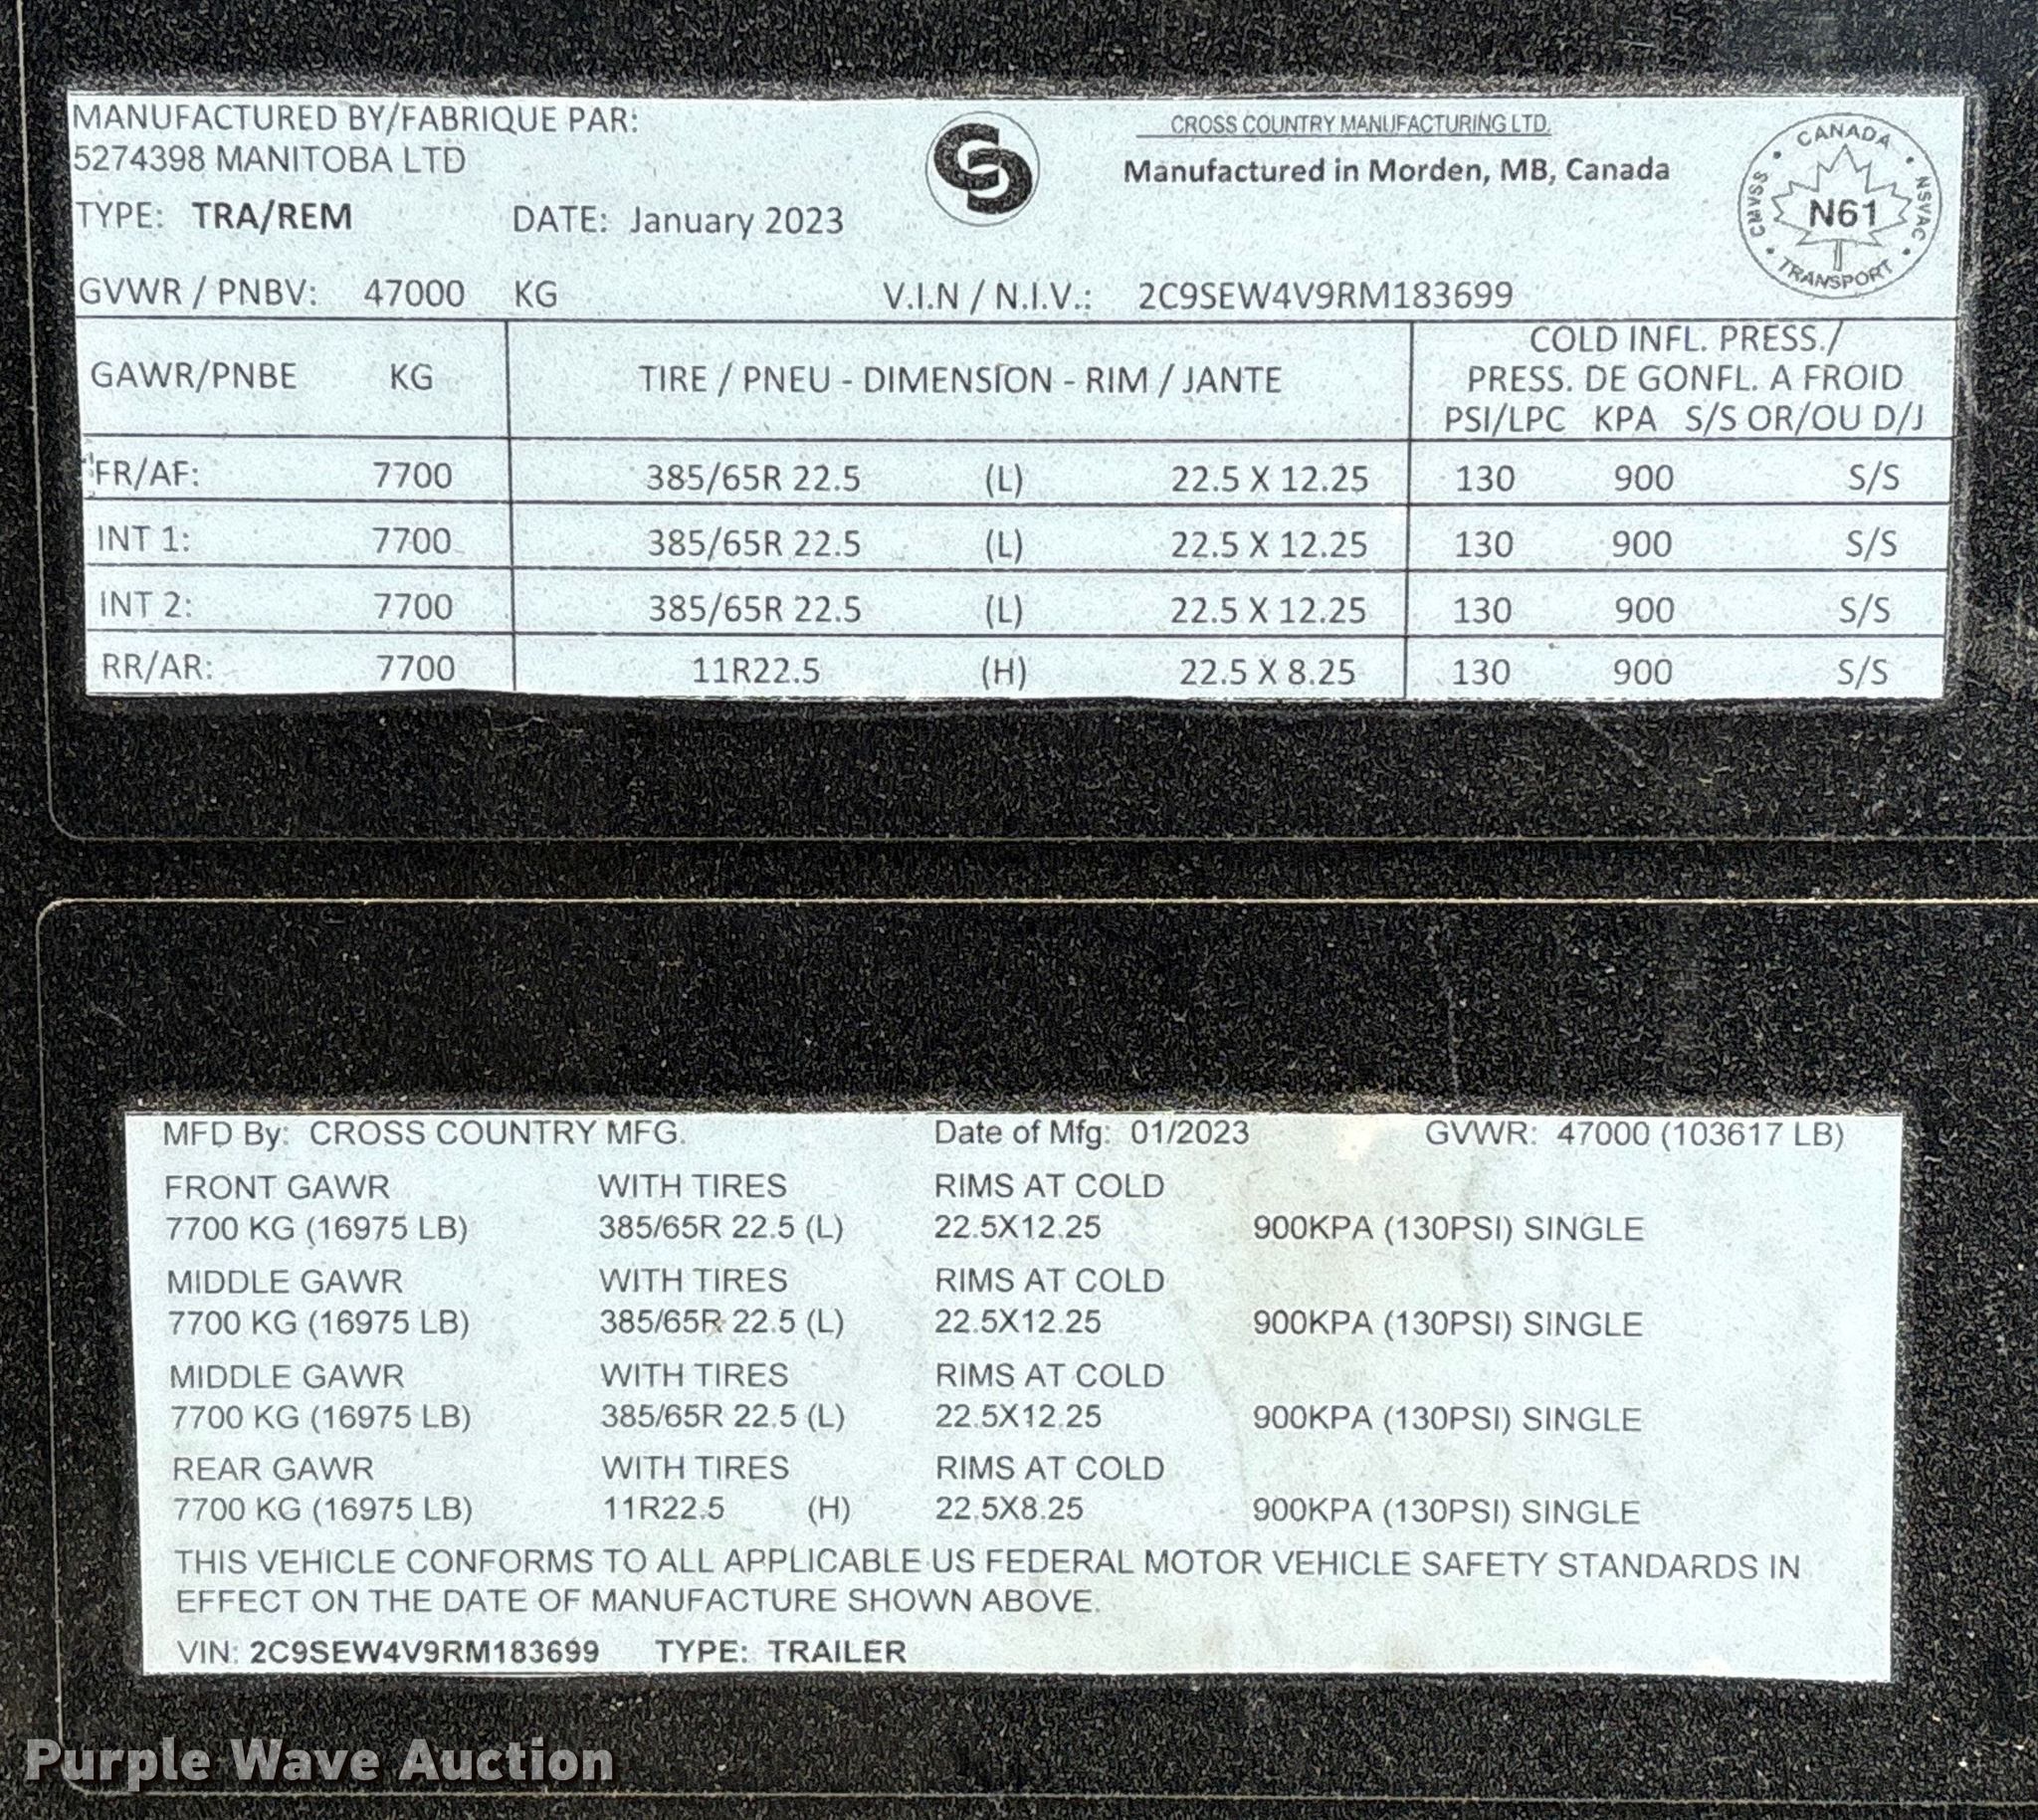 MANUFACTURED BY/FABRIQUE PAR:
5274398 MANITOBA LTD
CROSS COUNTRY MANUFACTURING LTD.
Manufactured in Morden, MB, Canada
CANADA
CMVSS NSVAC
N61
TRANSPORT
TYPE: TRA/REM DATE: January 2023
GVWR / PNBV: 47000 KG V.I.N / N.I.V.: 2C9SEW4V9RM183699
GAWR/PNBE KG TIRE / PNEU - DIMENSION - RIM / JANTE
COLD INFL. PRESS./
PRESS. DE GONFL. A FROID
PSI/LPC KPA S/S OR/OU D/J
FR/AF: 7700 385/65R 22.5 (L) 22.5 X 12.25 130 900 S/S
INT 1: 7700 385/65R 22.5 (L) 22.5 X 12.25 130 900 S/S
INT 2: 7700 385/65R 22.5 (L) 22.5 X 12.25 130 900 S/S
RR/AR: 7700 11R22.5 (H) 22.5 X 8.25 130 900 S/S
MFD By: CROSS COUNTRY MFG. Date of Mfg: 01/2023 GVWR: 47000 (103617 LB)
FRONT GAWR WITH TIRES RIMS AT COLD
7700 KG (16975 LB) 385/65R 22.5 (L) 22.5X12.25 900KPA (130PSI) SINGLE
MIDDLE GAWR WITH TIRES RIMS AT COLD
7700 KG (16975 LB) 385/65R 22.5 (L) 22.5X12.25 900KPA (130PSI) SINGLE
MIDDLE GAWR WITH TIRES RIMS AT COLD
7700 KG (16975 LB) 385/65R 22.5 (L) 22.5X12.25 900KPA (130PSI) SINGLE
REAR GAWR WITH TIRES RIMS AT COLD
7700 KG (16975 LB) 11R22.5 (H) 22.5X8.25 900KPA (130PSI) SINGLE
THIS VEHICLE CONFORMS TO ALL APPLICABLE US FEDERAL MOTOR VEHICLE SAFETY STANDARDS IN
EFFECT ON THE DATE OF MANUFACTURE SHOWN ABOVE.
VIN: 2C9SEW4V9RM183699 TYPE: TRAILER
Purple Wave Auction